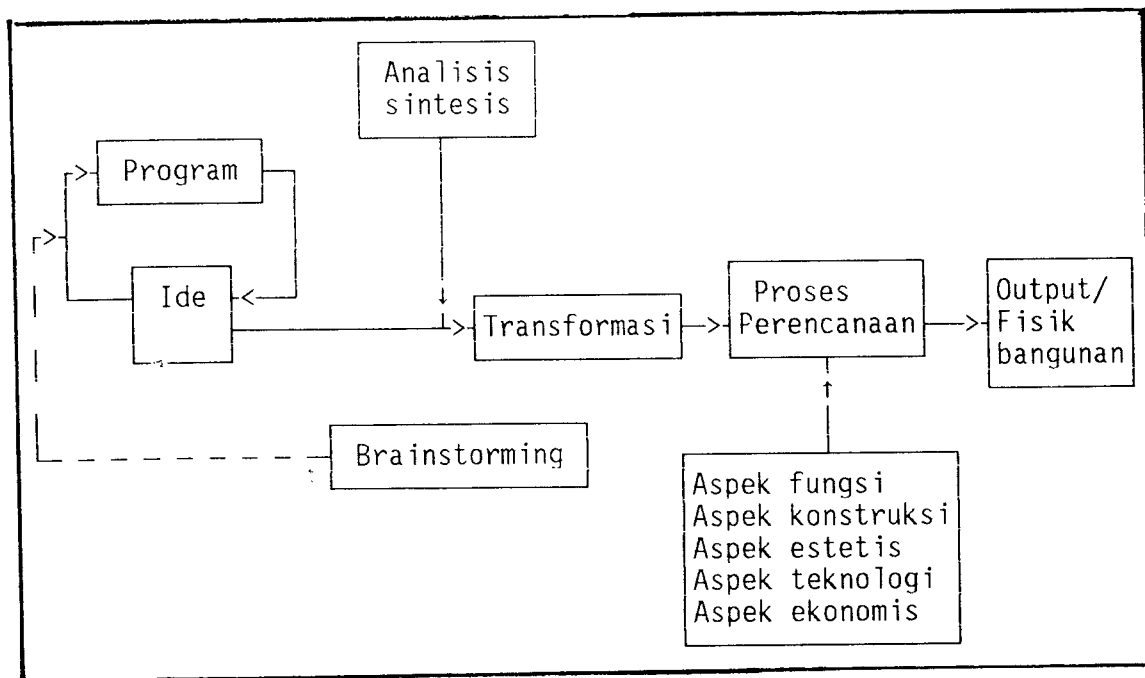 Analisis
sintesis
Program
Ide
Transformasi
Proses
Perencanaan
Output/
Fisik
bangunan
Brainstorming
Aspek fungsi
Aspek konstruksi
Aspek estetis
Aspek teknologi
Aspek ekonomis